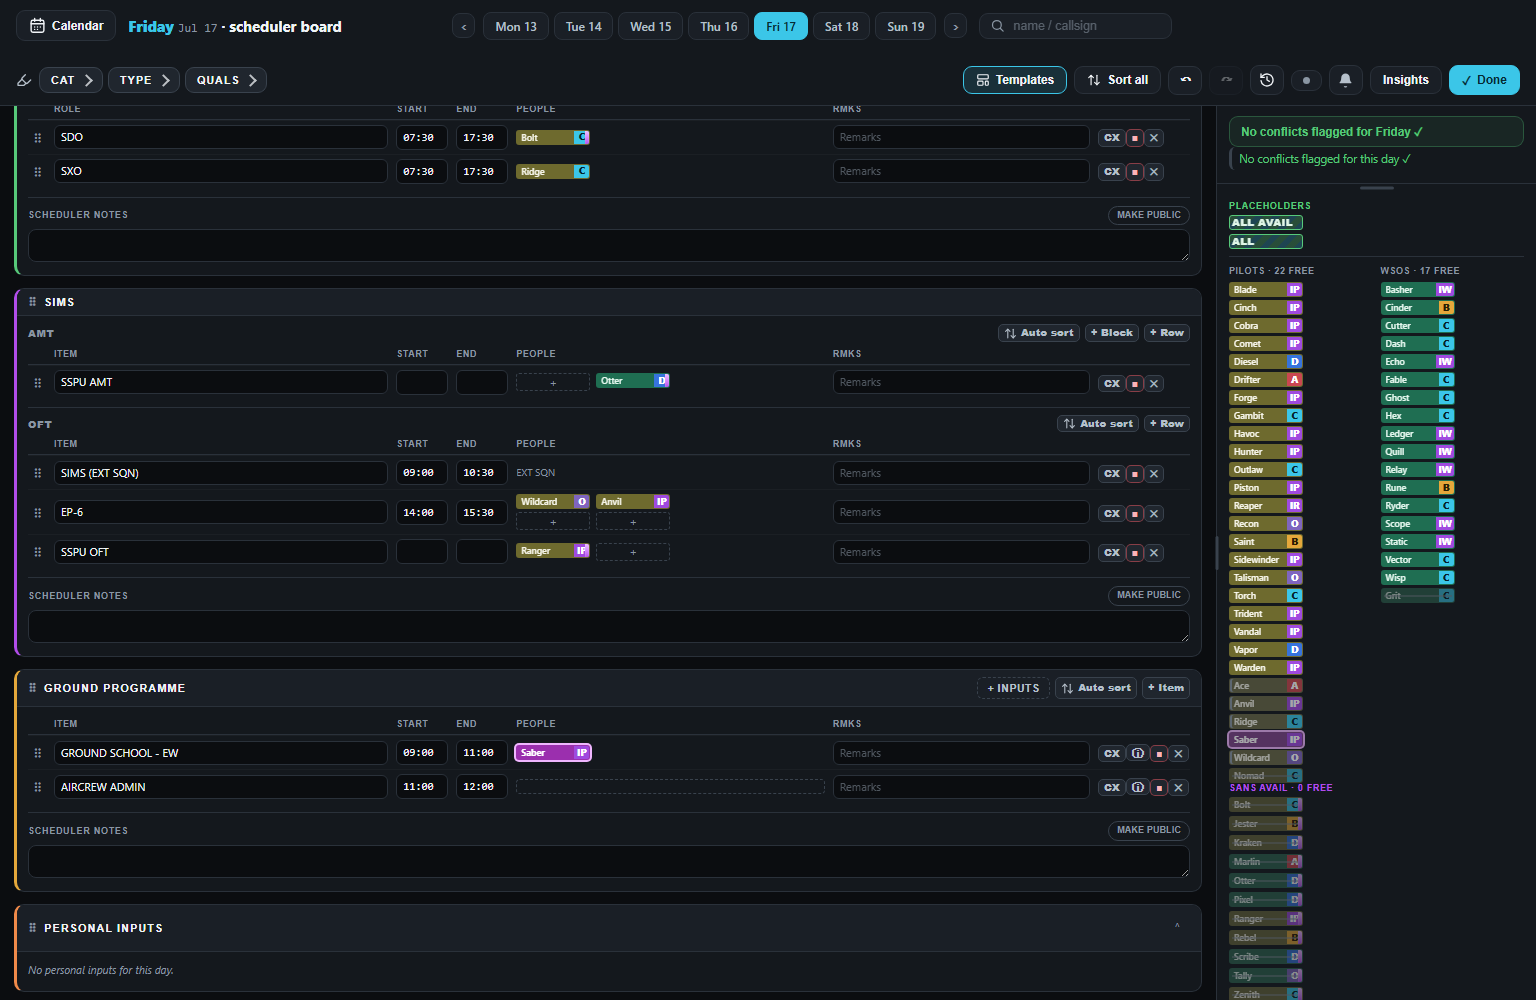 Calendar
Friday Jul 17 · scheduler board
‹ Mon 13 Tue 14 Wed 15 Thu 16 Fri 17 Sat 18 Sun 19 ›
name / callsign
CAT TYPE QUALS
Templates Sort all Insights ✓ Done
ROLE START END PEOPLE RMKS
SDO 07:30 17:30 Bolt C Remarks CX
SXO 07:30 17:30 Ridge C Remarks CX
SCHEDULER NOTES MAKE PUBLIC
SIMS
AMT Auto sort + Block + Row
ITEM START END PEOPLE RMKS
SSPU AMT + Otter D Remarks CX
OFT Auto sort + Row
ITEM START END PEOPLE RMKS
SIMS (EXT SQN) 09:00 10:30 EXT SQN Remarks CX
EP-6 14:00 15:30 Wildcard O Anvil IP Remarks CX
+ +
SSPU OFT Ranger IP + Remarks CX
SCHEDULER NOTES MAKE PUBLIC
GROUND PROGRAMME + INPUTS Auto sort + Item
ITEM START END PEOPLE RMKS
GROUND SCHOOL - EW 09:00 11:00 Saber IP Remarks CX
AIRCREW ADMIN 11:00 12:00 Remarks CX
SCHEDULER NOTES MAKE PUBLIC
PERSONAL INPUTS
No personal inputs for this day.
No conflicts flagged for Friday ✓
No conflicts flagged for this day ✓
PLACEHOLDERS
ALL AVAIL
ALL
PILOTS · 22 FREE
Blade IP
Cinch IP
Cobra IP
Comet IP
Diesel D
Drifter A
Forge IP
Gambit C
Havoc IP
Hunter IP
Outlaw C
Piston IP
Reaper IR
Recon O
Saint B
Sidewinder IP
Talisman O
Torch C
Trident IP
Vandal IP
Vapor D
Warden IP
Ace A
Anvil IP
Ridge C
Saber IP
Wildcard O
Nomad C
WSOS · 17 FREE
Basher IW
Cinder B
Cutter C
Dash C
Echo IW
Fable C
Ghost C
Hex C
Ledger IW
Quill IW
Relay IW
Rune B
Ryder C
Scope IW
Static IW
Vector C
Wisp C
Grit C
SANS AVAIL · 0 FREE
Bolt C
Jester B
Kraken D
Marlin A
Otter D
Pixel D
Ranger IP
Rebel B
Scribe D
Tally O
Zenith C